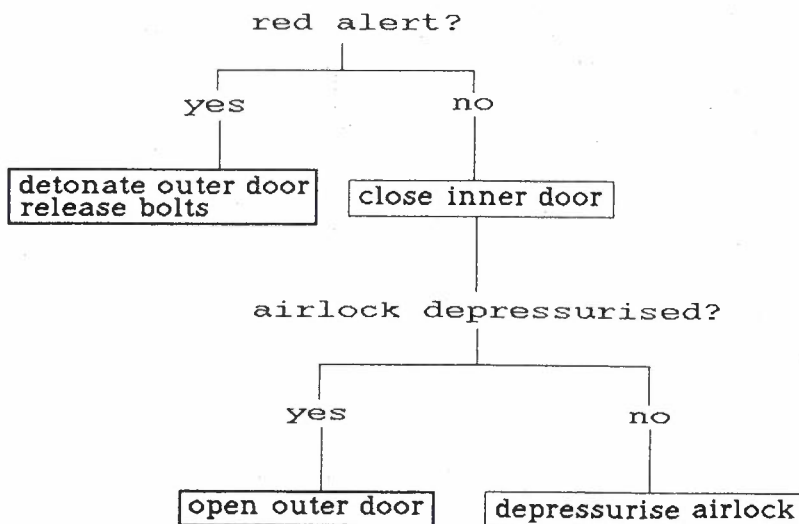 red alert?
yes
no
detonate outer door
release bolts
close inner door
airlock depressurised?
yes
no
open outer door
depressurise airlock